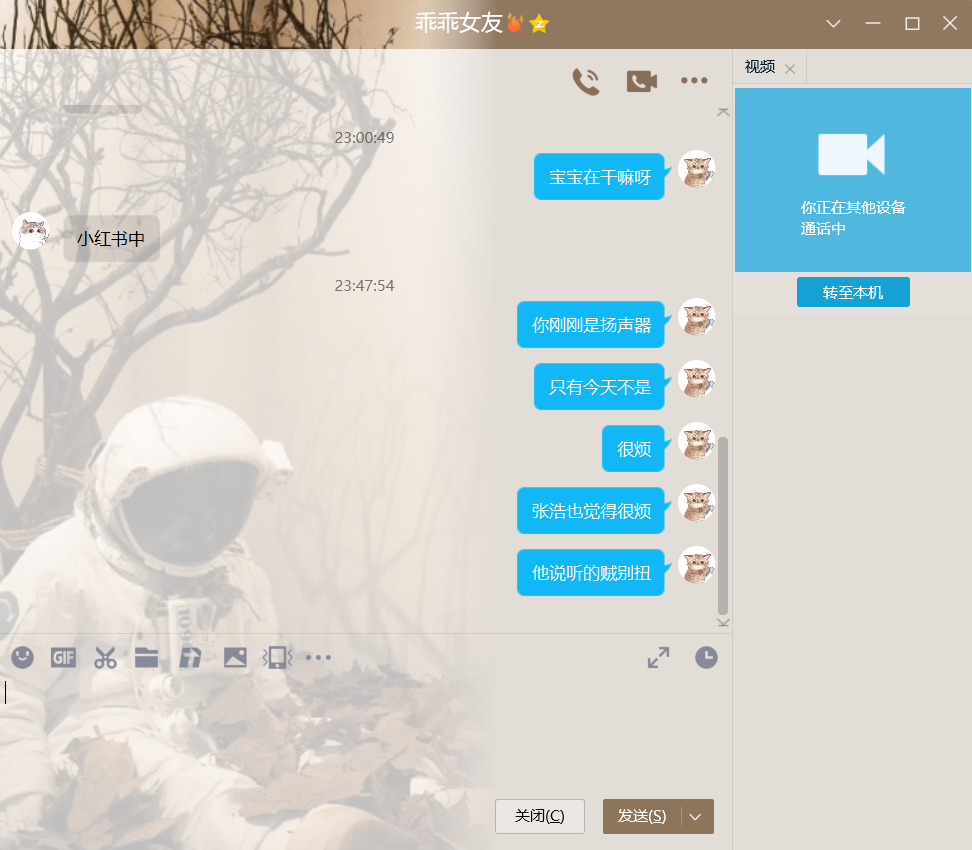 乖乖女友
视频
23:00:49
宝宝在干嘛呀
小红书中
23:47:54
你刚刚是扬声器
只有今天不是
很烦
张浩也觉得很烦
他说听的贼别扭
你正在其他设备
通话中
转至本机
GIF
关闭(C)
发送(S)